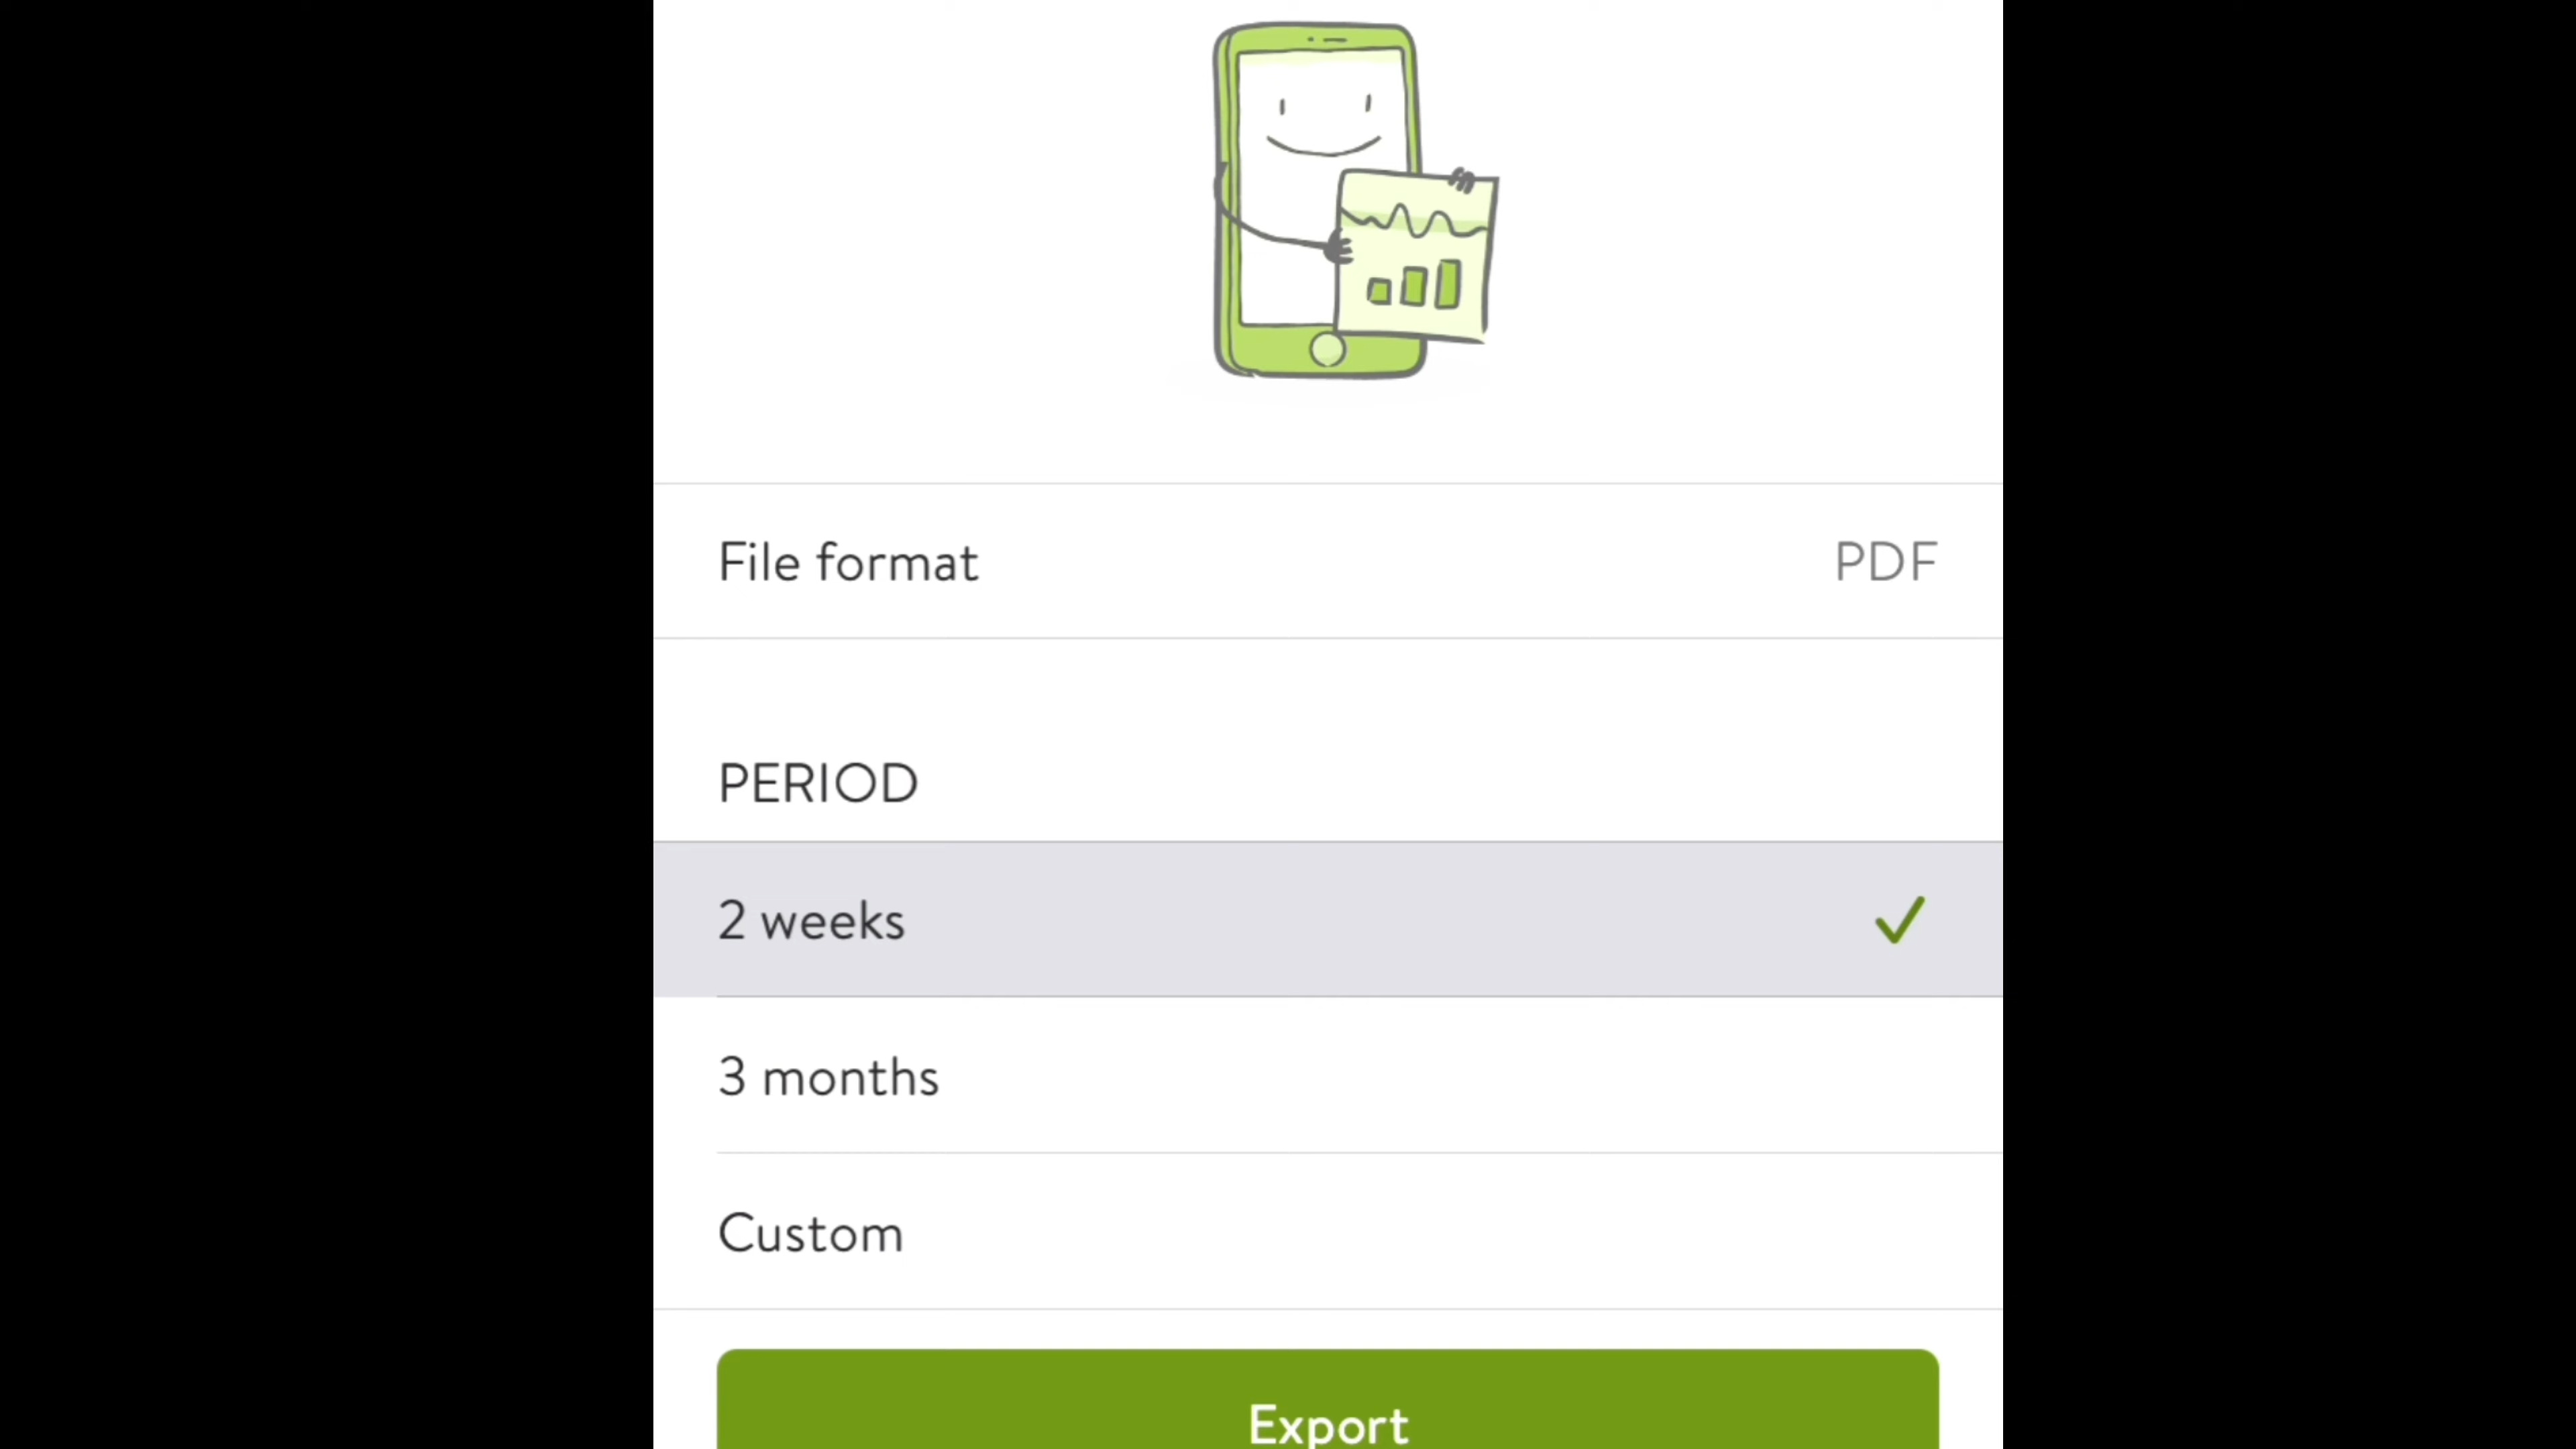 File format
PDF
PERIOD
2 weeks
3 months
Custom
Export